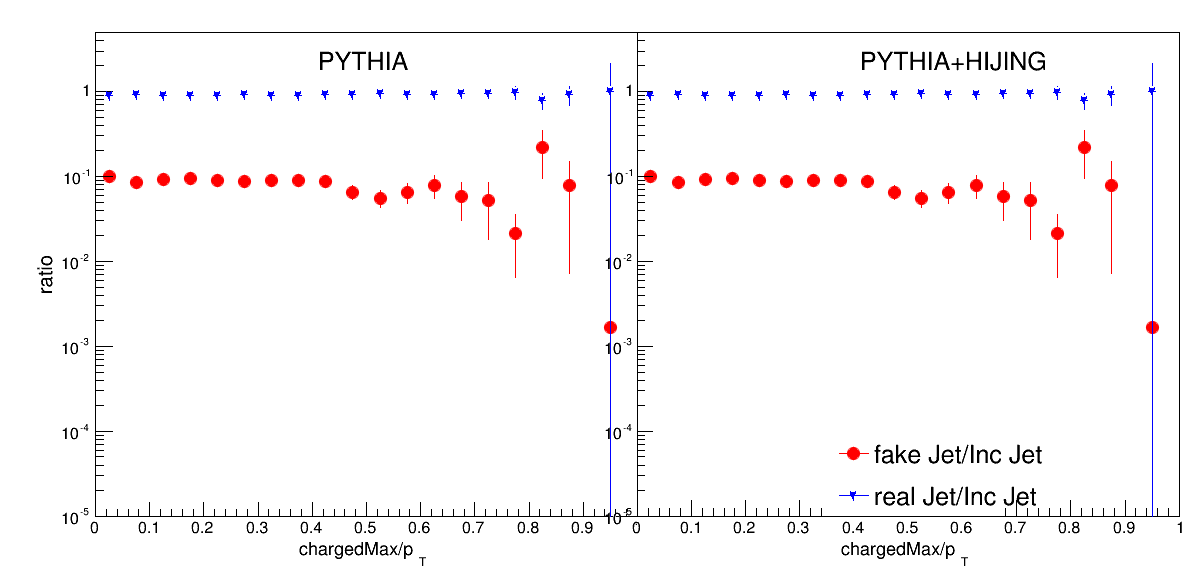 PYTHIA
PYTHIA+HIJING
1
10^-1
10^-2
10^-3
10^-4
10^-5
ratio
1
10^-1
10^-2
10^-3
10^-4
10^-5
fake Jet/Inc Jet
real Jet/Inc Jet
0 0.1 0.2 0.3 0.4 0.5 0.6 0.7 0.8 0.9
0 0.1 0.2 0.3 0.4 0.5 0.6 0.7 0.8 0.9 1
chargedMax/p_T
chargedMax/p_T